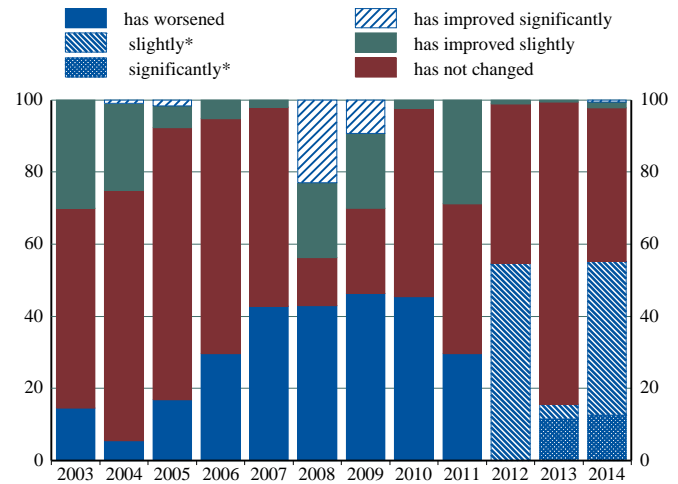 has worsened
slightly*
significantly*
has improved significantly
has improved slightly
has not changed
100 100
80 80
60 60
40 40
20 20
0 0
2003 2004 2005 2006 2007 2008 2009 2010 2011 2012 2013 2014